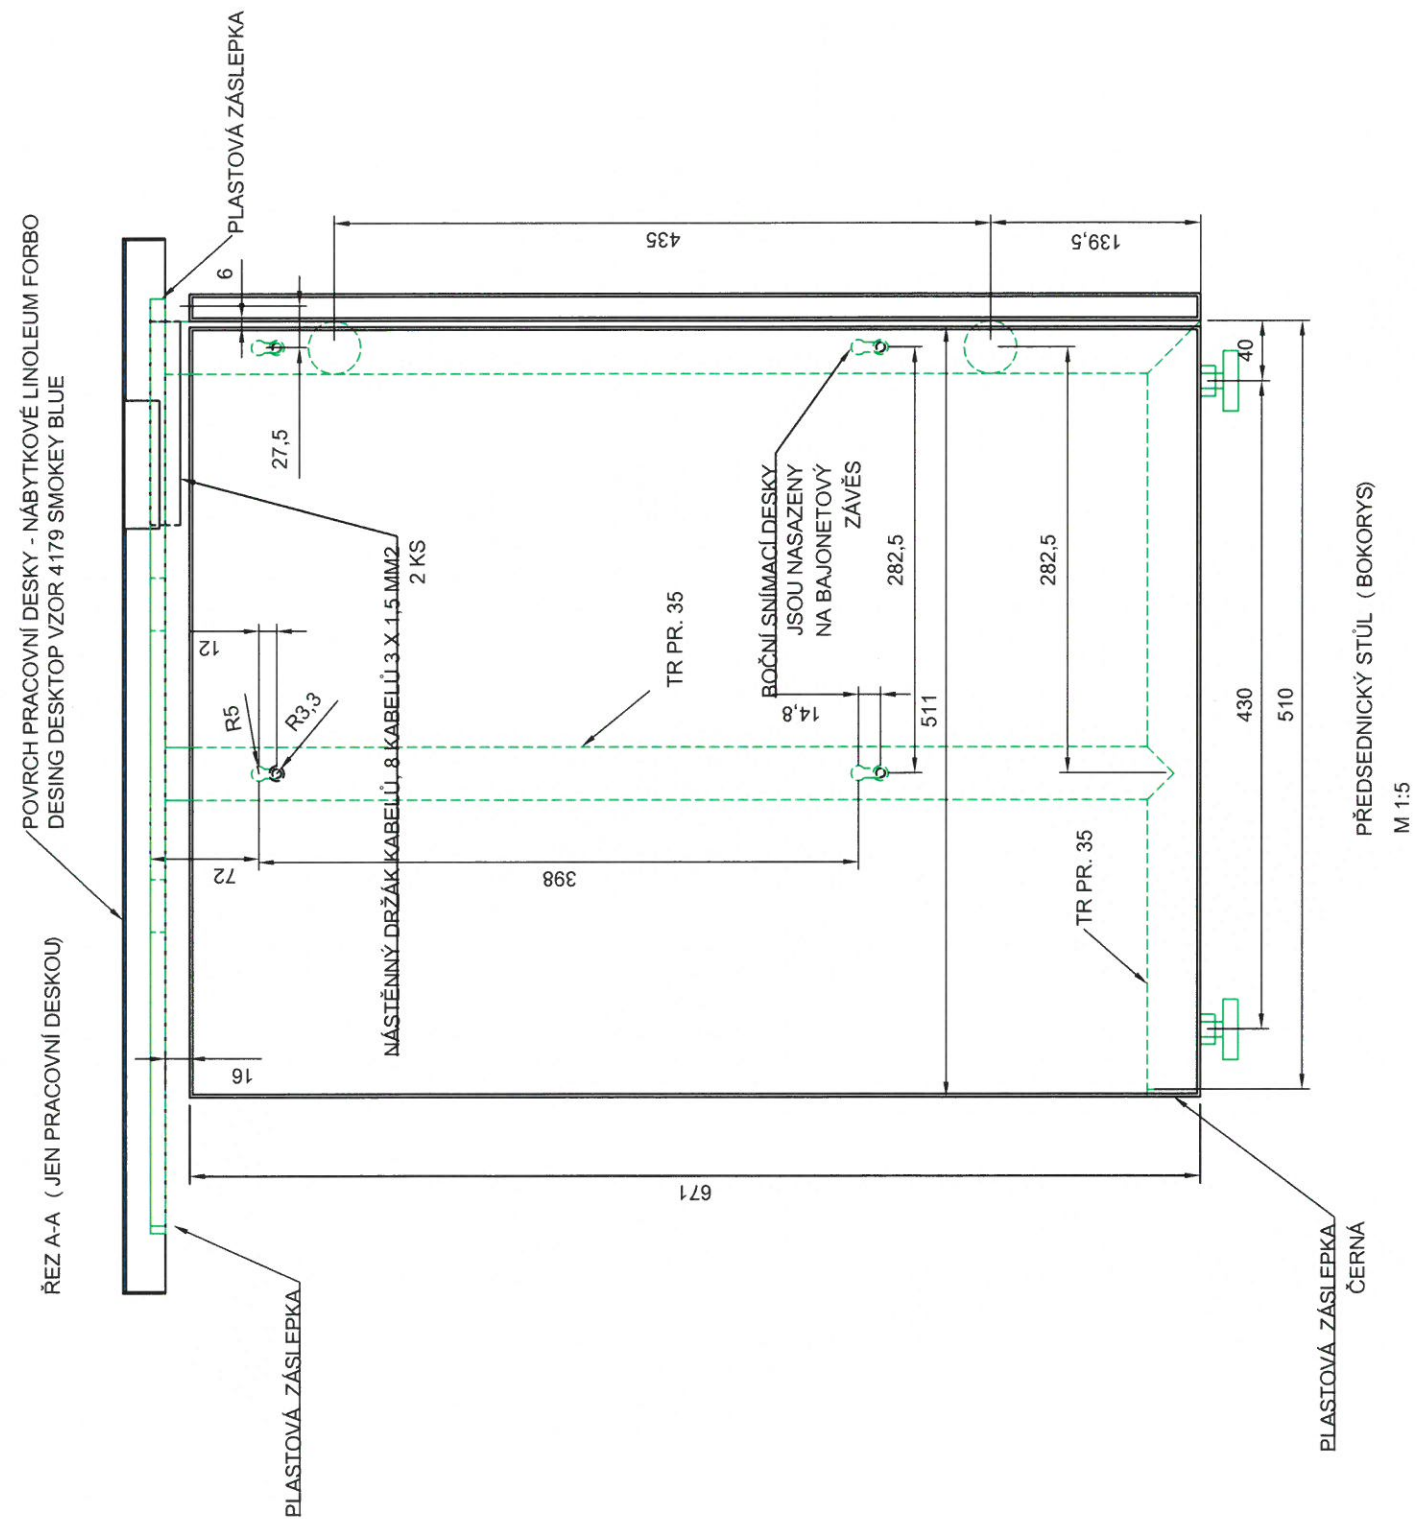 ŘEZ A-A ( JEN PRACOVNÍ DESKOU)
POVRCH PRACOVNÍ DESKY - NÁBYTKOVÉ LINOLEUM FORBO
DESING DESKTOP VZOR 4179 SMOKEY BLUE
PLASTOVÁ ZÁSLEPKA
PLASTOVÁ ZÁSLEPKA
16
72
12
R5
R3,3
27,5
6
398
671
435
139,5
NÁSTĚNNÝ DRŽÁK KABELŮ, 8 KABELŮ 3 X 1,5 MM2
2 KS
TR PR. 35
BOČNÍ SNÍMACÍ DESKY
JSOU NASAZENY
NA BAJONETOVÝ
ZÁVĚS
14,8
282,5
511
282,5
TR PR. 35
40
430
510
PLASTOVÁ ZÁSLEPKA
ČERNÁ
PŘEDSEDNICKÝ STŮL ( BOKORYS)
M 1:5